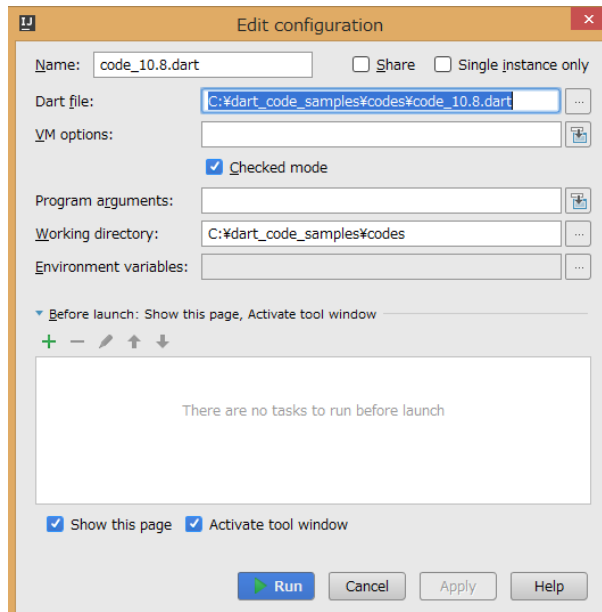 IJ
Edit configuration
Name: code_10.8.dart Share Single instance only
Dart file: C:¥dart_code_samples¥codes¥code_10.8.dart ...
VM options:
Checked mode
Program arguments:
Working directory: C:¥dart_code_samples¥codes ...
Environment variables: ...
Before launch: Show this page, Activate tool window
There are no tasks to run before launch
Show this page Activate tool window
Run Cancel Apply Help